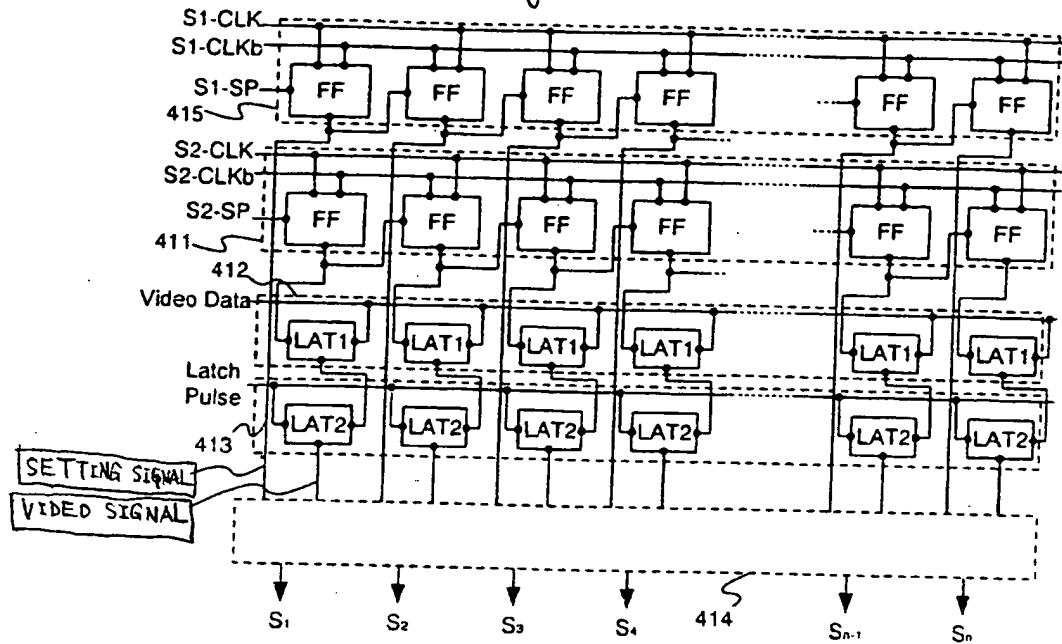 S1-CLK
S1-CLKb
S1-SP
FF FF FF FF FF FF
415
S2-CLK
S2-CLKb
S2-SP
FF FF FF FF FF FF
411
412
Video Data
LAT1 LAT1 LAT1 LAT1 LAT1 LAT1
Latch
Pulse
LAT2 LAT2 LAT2 LAT2 LAT2 LAT2
413
SETTING SIGNAL
VIDEO SIGNAL
S1 S2 S3 S4 414 Sn-1 Sn